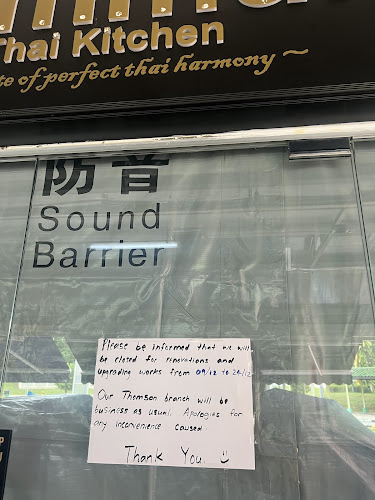 Thai Kitchen
te of perfect thai harmony ~
防音
Sound
Barrier
Please be informed that we will
be closed for renovations and
upgrading works from 09/12 to 26/12
Our Thomson branch will be
business as usual. Apologies for
any inconvenience caused.
Thank You. :)